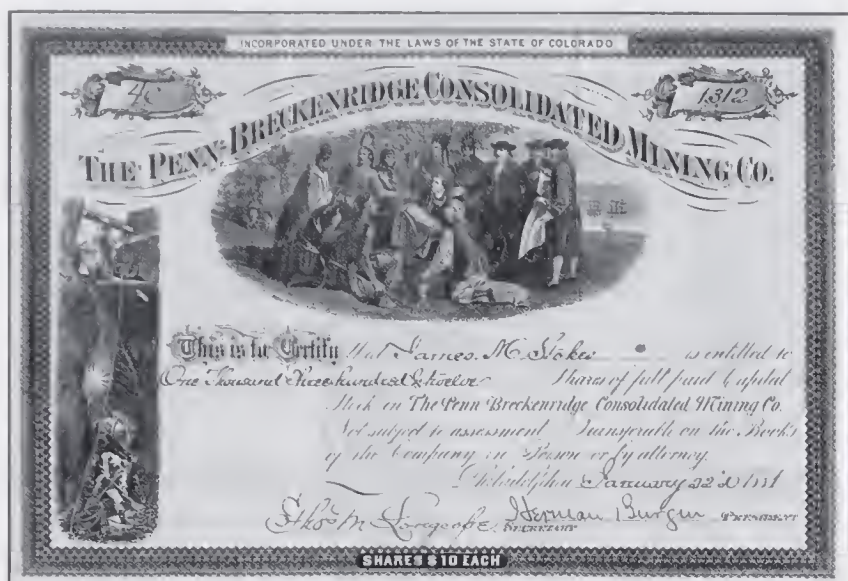 INCORPORATED UNDER THE LAWS OF THE STATE OF COLORADO
1312
THE PENN-BRECKENRIDGE CONSOLIDATED MINING CO.
This is to Certify that James M. Stokes is entitled to
One Thousand Three hundred & twelve Shares of full paid Capital
Stock in The Penn Breckenridge Consolidated Mining Co.
Not subject to assessment. Transferable on the Books
of the Company in Person or by attorney.
Philadelphia January 22d 1881
Thos M Herman Burgin PRESIDENT
SECRETARY
SHARES $10 EACH